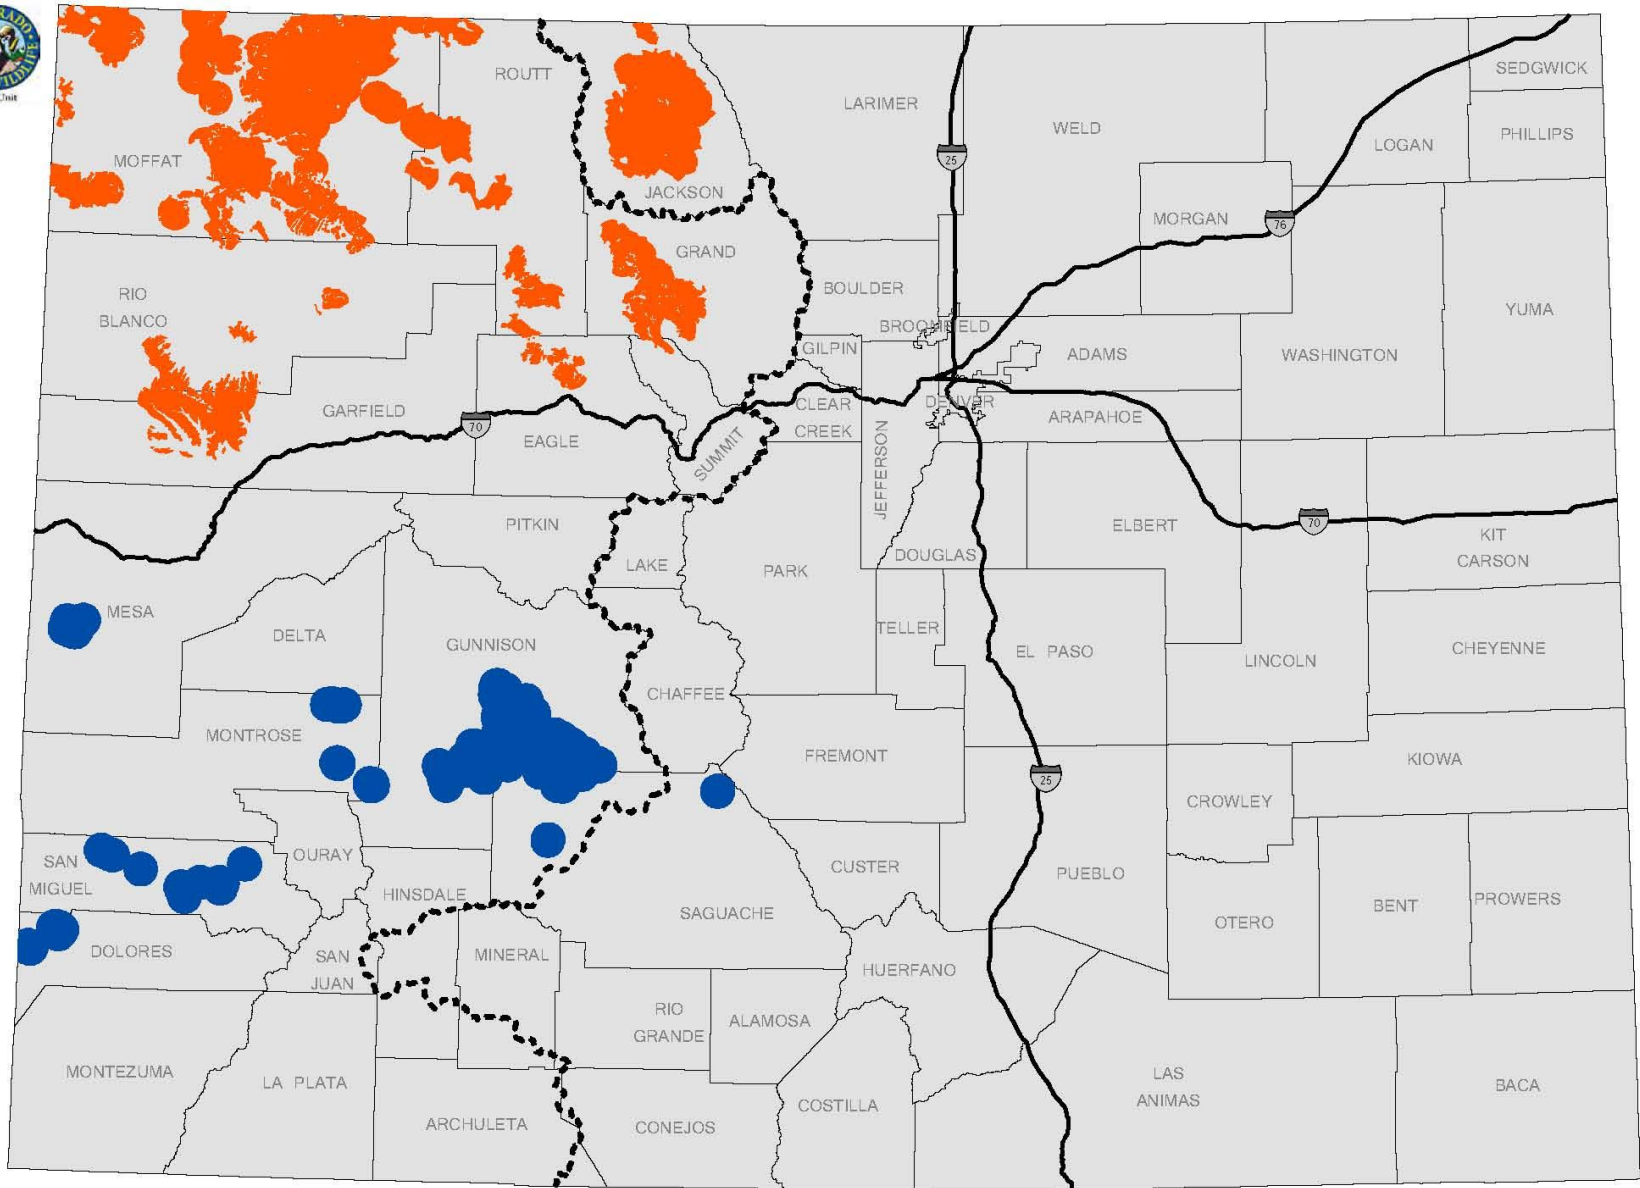 RADO
WILDLIFE
Unit
ROUTT
LARIMER
WELD
SEDGWICK
LOGAN
PHILLIPS
25
MOFFAT
JACKSON
MORGAN
76
GRAND
RIO
BLANCO
BOULDER
YUMA
BROOMFIELD
GILPIN
ADAMS
WASHINGTON
GARFIELD
CLEAR
CREEK
DENVER
ARAPAHOE
70
EAGLE
SUMMIT
JEFFERSON
PITKIN
ELBERT
70
KIT
CARSON
LAKE
PARK
DOUGLAS
MESA
DELTA
GUNNISON
TELLER
EL PASO
LINCOLN
CHEYENNE
CHAFFEE
MONTROSE
FREMONT
KIOWA
25
CROWLEY
SAN
MIGUEL
OURAY
HINSDALE
CUSTER
PUEBLO
SAGUACHE
OTERO
BENT
PROWERS
DOLORES
SAN
JUAN
MINERAL
HUERFANO
RIO
GRANDE
ALAMOSA
MONTEZUMA
LA PLATA
ARCHULETA
CONEJOS
COSTILLA
LAS
ANIMAS
BACA